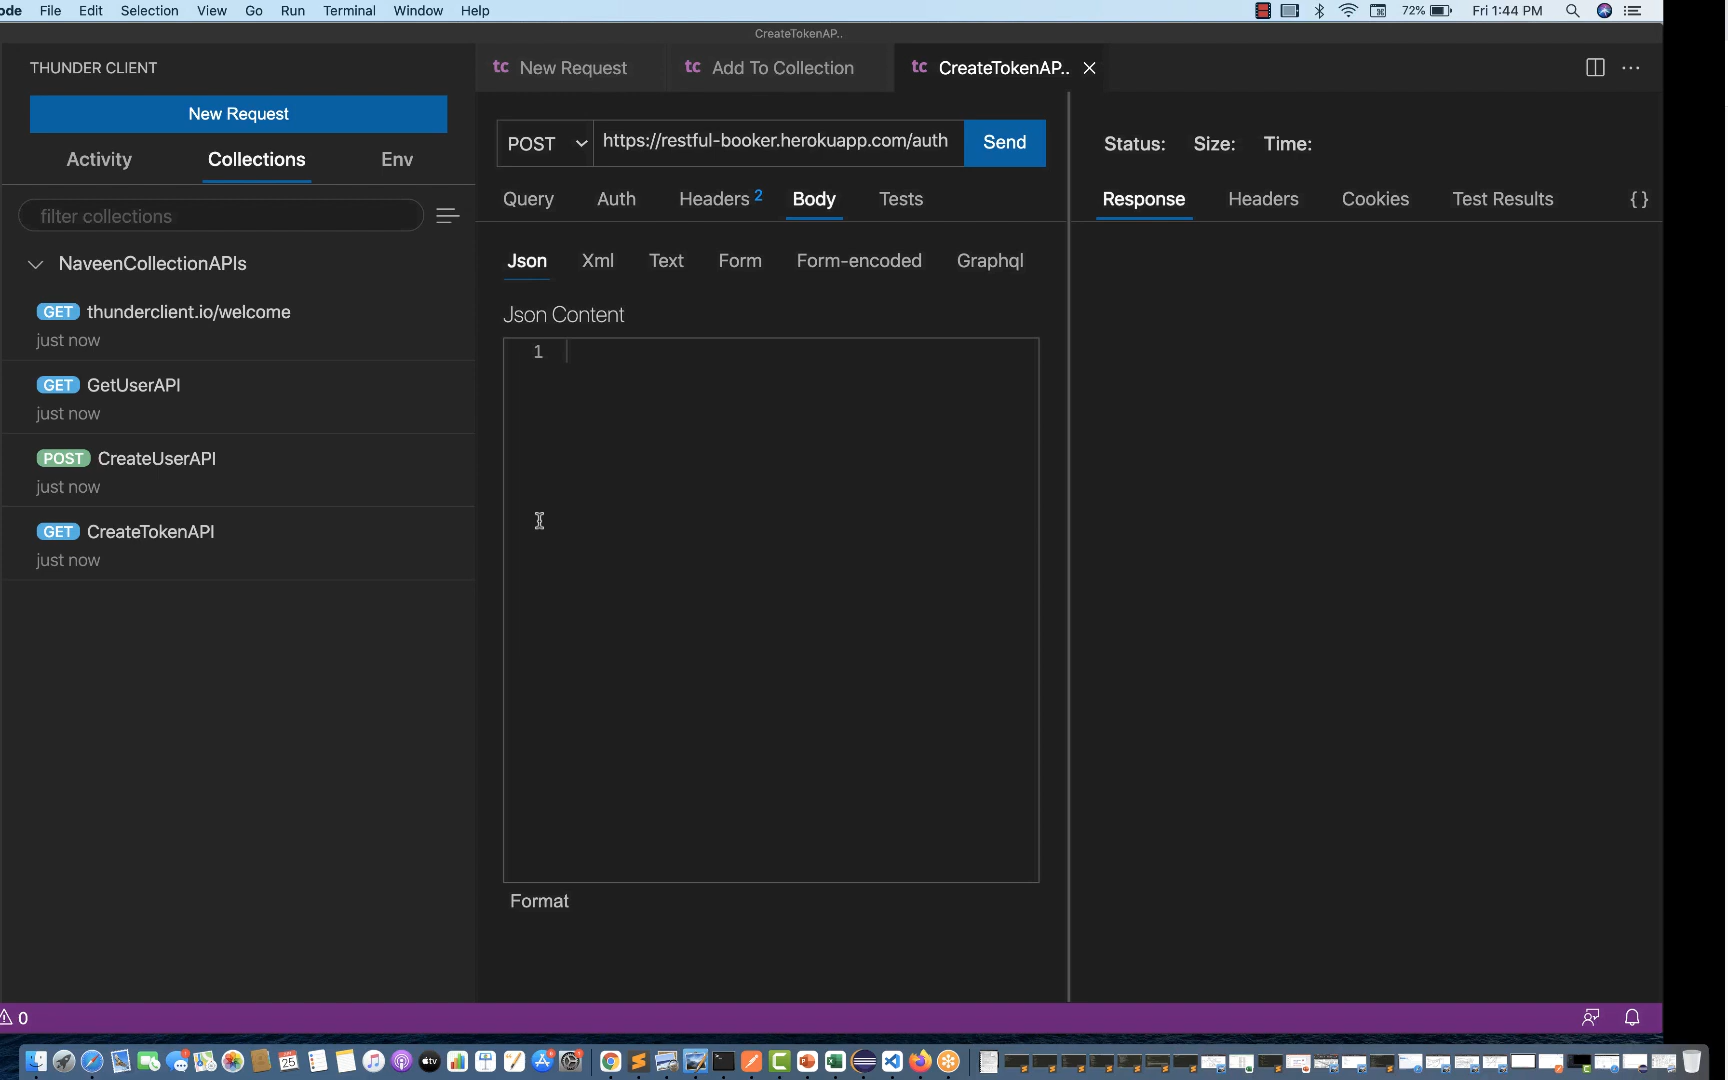 ode File Edit Selection View Go Run Terminal Window Help 72% Fri 1:44 PM
CreateTokenAP..
THUNDER CLIENT
tc New Request tc Add To Collection tc CreateTokenAP..
New Request
POST https://restful-booker.herokuapp.com/auth Send
Status: Size: Time:
Activity Collections Env
Query Auth Headers 2 Body Tests
Response Headers Cookies Test Results {}
filter collections
Json Xml Text Form Form-encoded Graphql
NaveenCollectionAPIs
GET thunderclient.io/welcome
just now
Json Content
1
GET GetUserAPI
just now
POST CreateUserAPI
just now
GET CreateTokenAPI
just now
Format
0